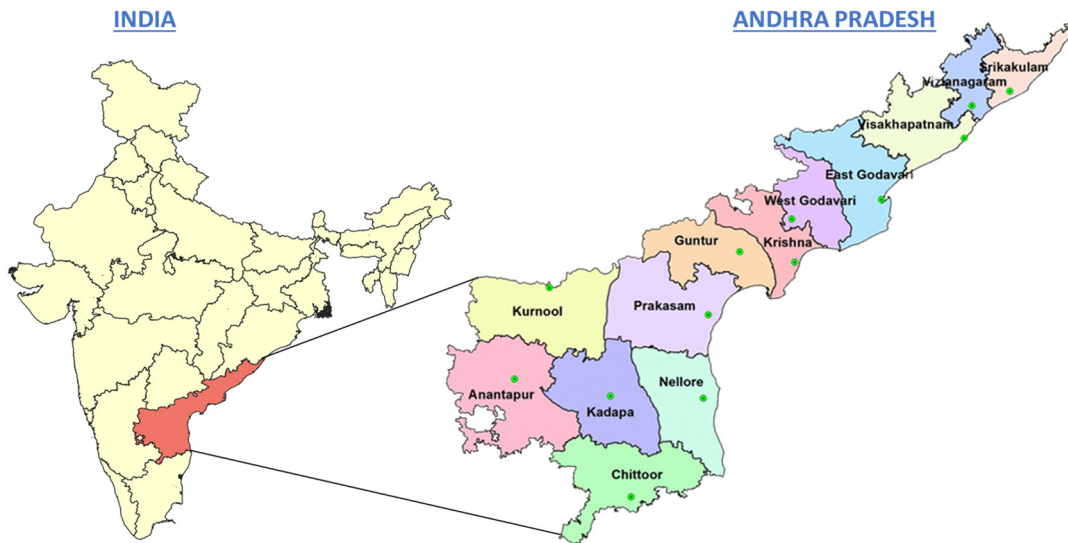 INDIA
ANDHRA PRADESH
Srikakulam
Vizianagaram
Visakhapatnam
East Godavari
West Godavari
Guntur
Krishna
Kurnool
Prakasam
Anantapur
Kadapa
Nellore
Chittoor